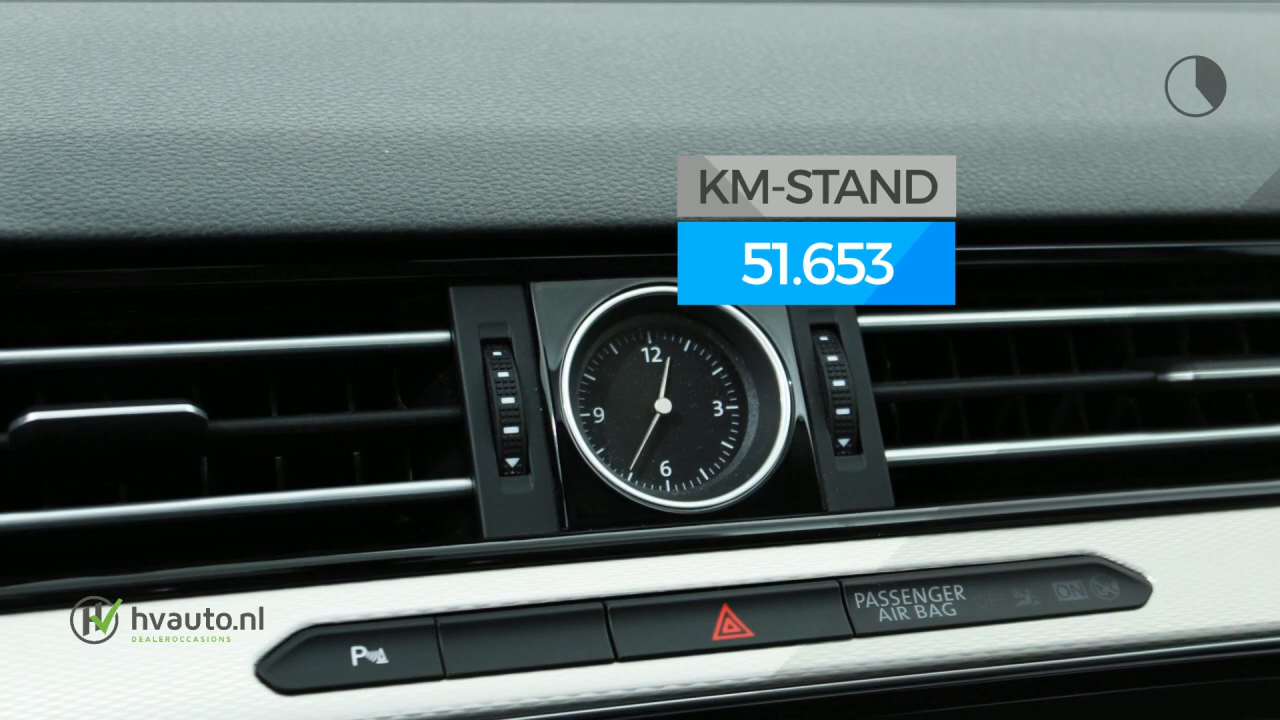 KM-STAND
51.653
12
9
3
6
PASSENGER
AIR BAG
ON
P
hvauto.nl
DEALEROCCASIONS